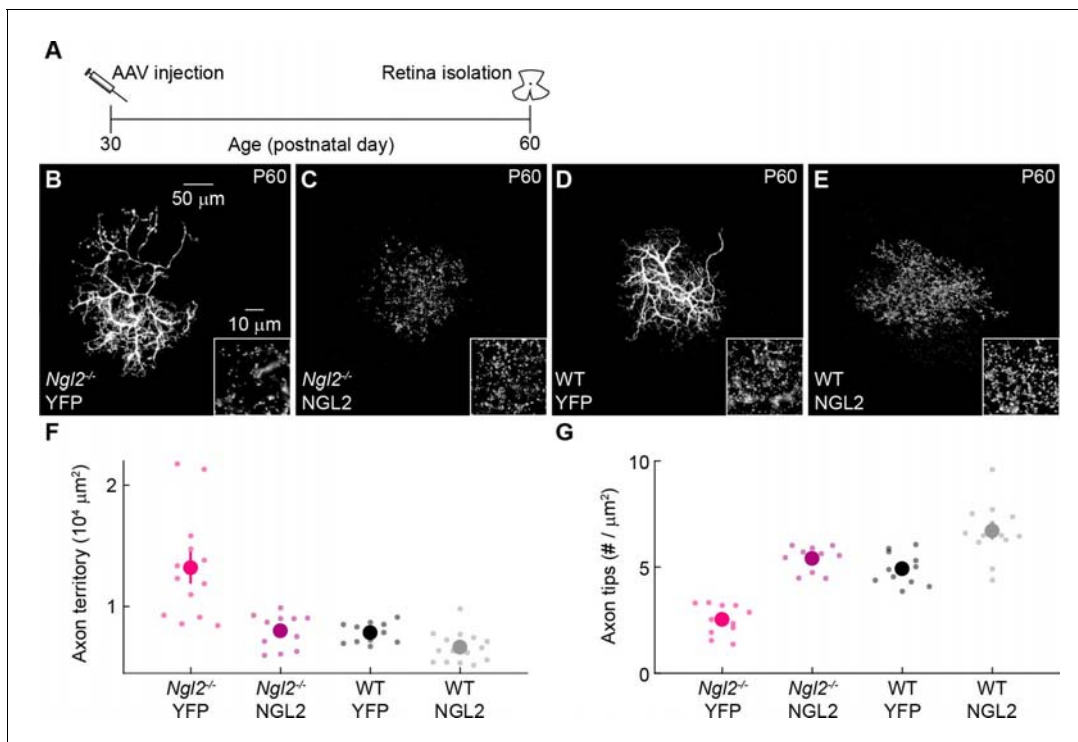 A
AAV injection
Retina isolation
30
Age (postnatal day)
60
B
P60
50 μm
10 μm
Ngl2-/-
YFP
C
P60
Ngl2-/-
NGL2
D
P60
WT
YFP
E
P60
WT
NGL2
F
Axon territory (10⁴ μm²)
2
1
Ngl2-/-
YFP
Ngl2-/-
NGL2
WT
YFP
WT
NGL2
G
Axon tips (# / μm²)
10
5
0
Ngl2-/-
YFP
Ngl2-/-
NGL2
WT
YFP
WT
NGL2